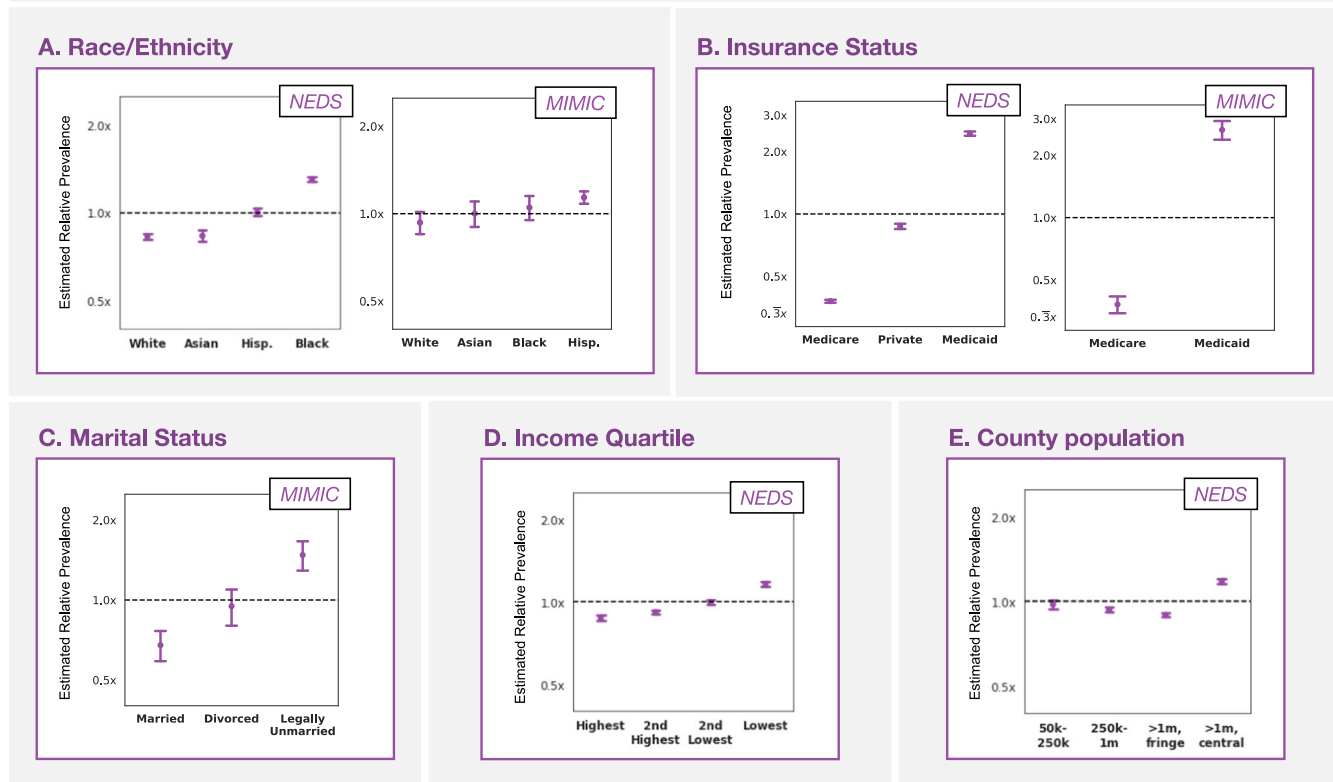 A. Race/Ethnicity
Estimated Relative Prevalence
NEDS
2.0x
1.0x
0.5x
White Asian Hisp. Black
MIMIC
2.0x
1.0x
0.5x
White Asian Black Hisp.
B. Insurance Status
Estimated Relative Prevalence
NEDS
3.0x
2.0x
1.0x
0.5x
0.3̅x
Medicare Private Medicaid
MIMIC
3.0x
2.0x
1.0x
0.5x
0.3̅x
Medicare Medicaid
C. Marital Status
Estimated Relative Prevalence
MIMIC
2.0x
1.0x
0.5x
Married Divorced Legally
Unmarried
D. Income Quartile
Estimated Relative Prevalence
NEDS
2.0x
1.0x
0.5x
Highest 2nd 2nd Lowest
Highest Lowest
E. County population
Estimated Relative Prevalence
NEDS
2.0x
1.0x
0.5x
50k- 250k- >1m, >1m,
250k 1m fringe central